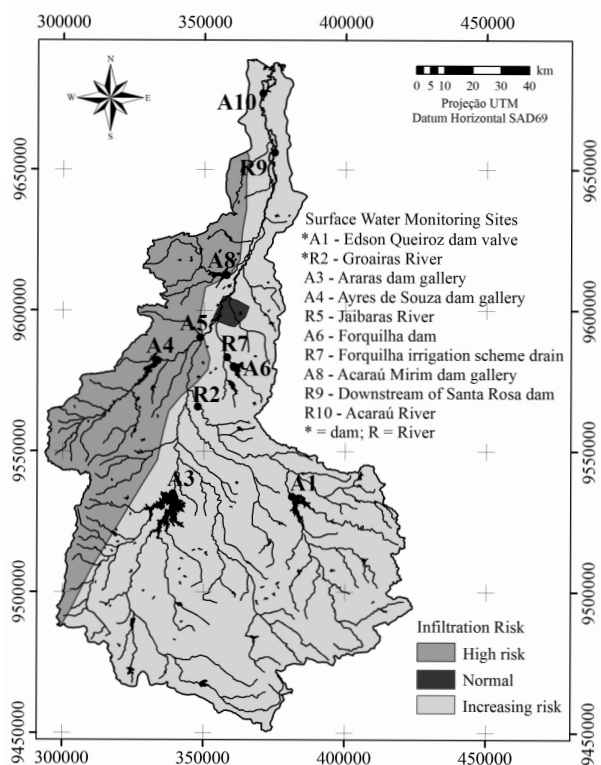 300000 350000 400000 450000
N
W E
S
km
0 5 10 20 30 40
Projeção UTM
Datum Horizontal SAD69
A10
9650000 9650000
R9
Surface Water Monitoring Sites
*A1 - Edson Queiroz dam valve
*R2 - Groairas River
A3 - Araras dam gallery
A4 - Ayres de Souza dam gallery
R5 - Jaibaras River
A6 - Forquilha dam
R7 - Forquilha irrigation scheme drain
A8 - Acaraú Mirim dam gallery
R9 - Downstream of Santa Rosa dam
R10 - Acaraú River
* = dam; R = River
A8
9600000 9600000
A5
A4
R7
A6
R2
9550000 9550000
A3
A1
9500000 9500000
Infiltration Risk
High risk
Normal
Increasing risk
9450000 9450000
300000 350000 400000 450000